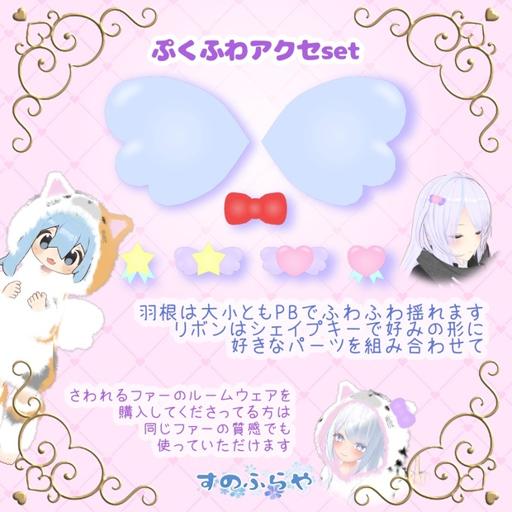 ぷくふわアクセset
羽根は大小ともPBでふわふわ揺れます
リボンはシェイプキーで好みの形に
好きなパーツを組み合わせて
さわれるファーのルームウェアを
購入してくださってる方は
同じファーの質感でも
使っていただけます
すのふらや